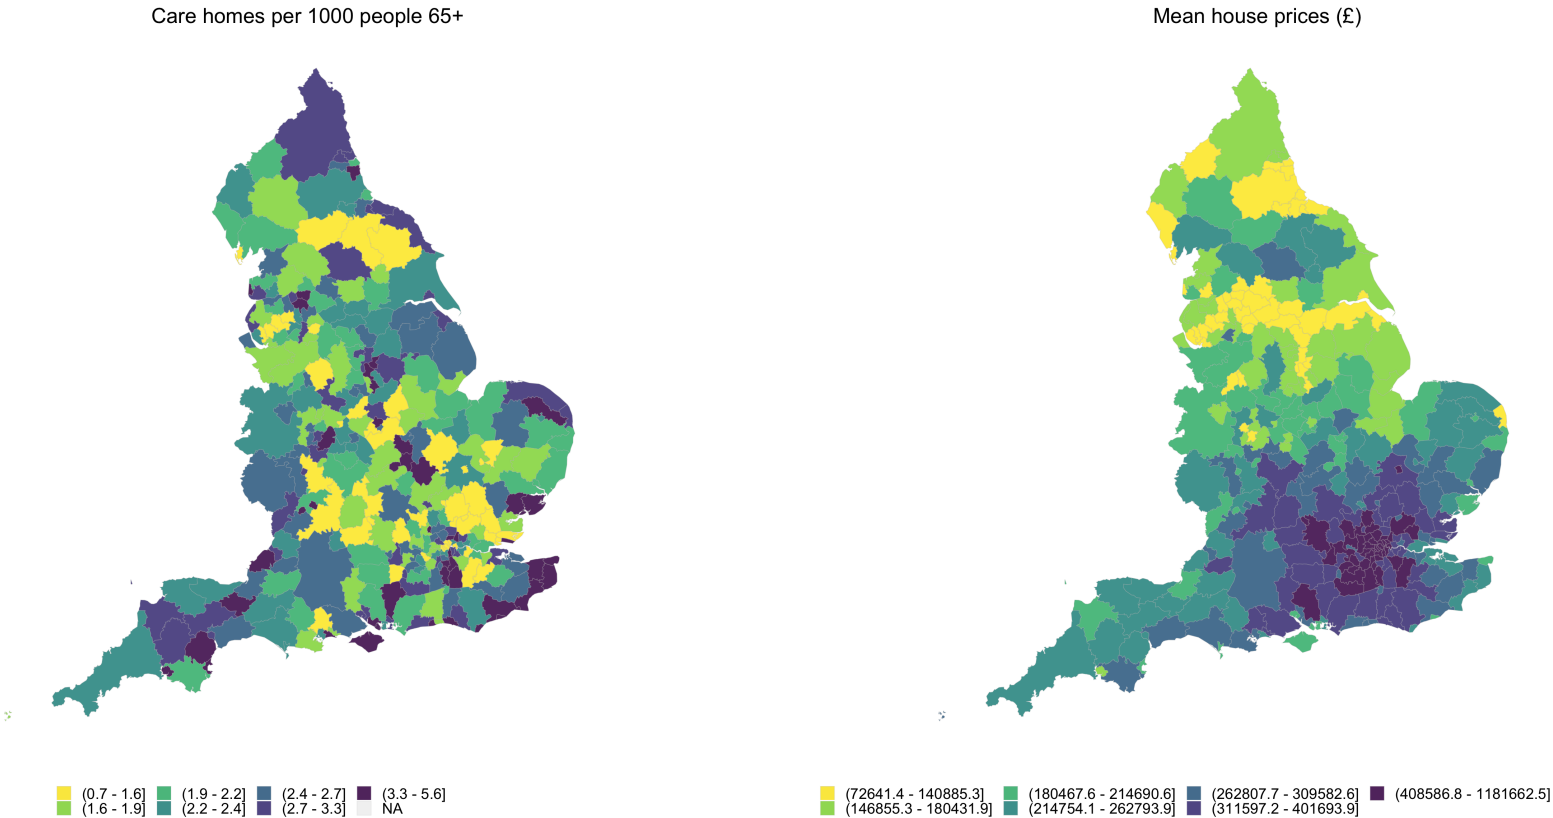 Care homes per 1000 people 65+
Mean house prices (£)
(0.7 - 1.6] (1.9 - 2.2] (2.4 - 2.7] (3.3 - 5.6]
(1.6 - 1.9] (2.2 - 2.4] (2.7 - 3.3] NA
(72641.4 - 140885.3] (180467.6 - 214690.6] (262807.7 - 309582.6] (408586.8 - 1181662.5]
(146855.3 - 180431.9] (214754.1 - 262793.9] (311597.2 - 401693.9]